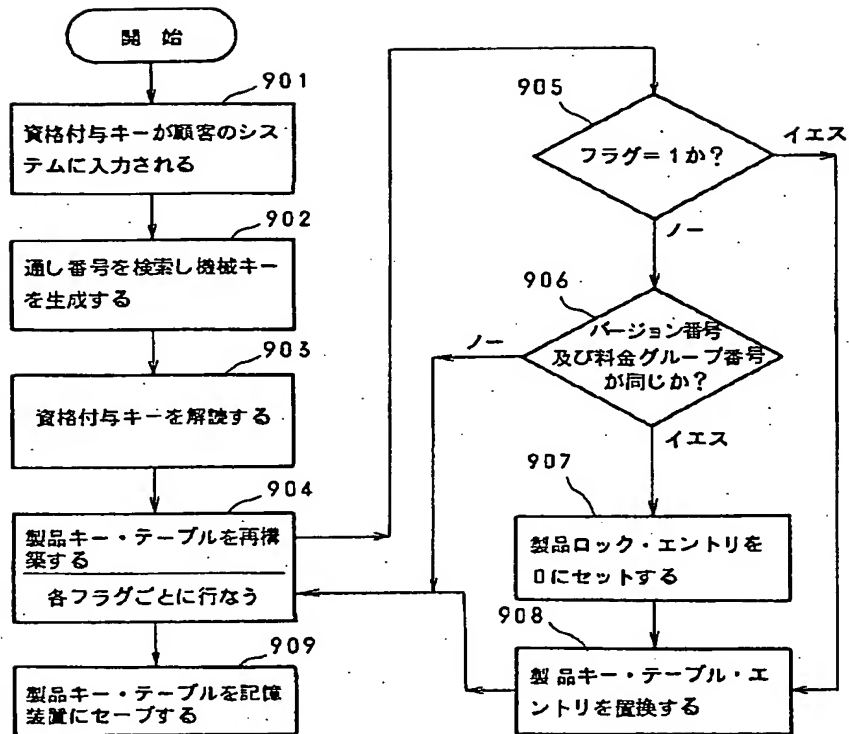 開 始
901
資格付与キーが顧客のシス
テムに入力される
902
通し番号を検索し機械キー
を生成する
903
資格付与キーを解読する
904
製品キー・テーブルを再構
築する
各フラグごとに行なう
909
製品キー・テーブルを記憶
装置にセーブする
905
フラグ=1か?
イエス
ノー
906
バージョン番号
及び料金グループ番号
が同じか?
ノー
イエス
907
製品ロック・エントリを
0にセットする
908
製品キー・テーブル・エ
ントリを置換する